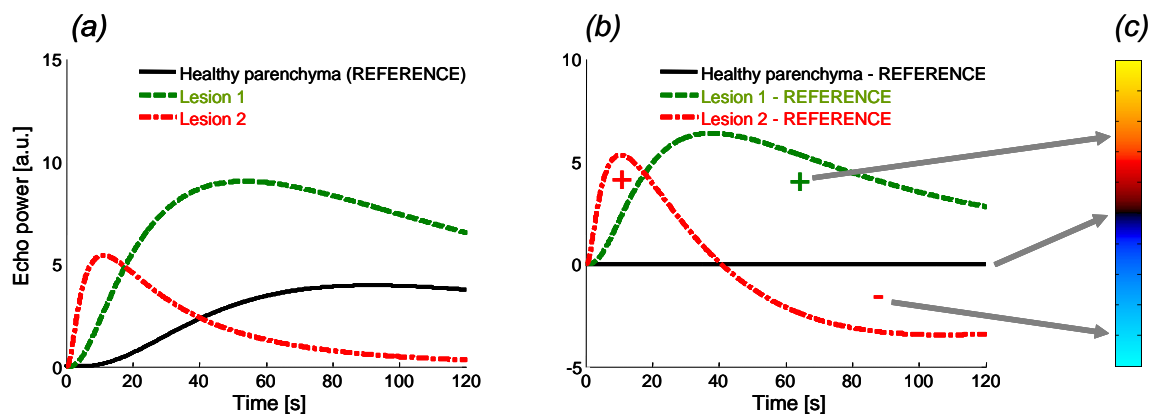 (a)
Echo power [a.u.]
15
10
5
0
Healthy parenchyma (REFERENCE)
Lesion 1
Lesion 2
0 20 40 60 80 100 120
Time [s]
(b)
10
5
0
-5
Healthy parenchyma - REFERENCE
Lesion 1 - REFERENCE
Lesion 2 - REFERENCE
+
+
-
0 20 40 60 80 100 120
Time [s]
(c)